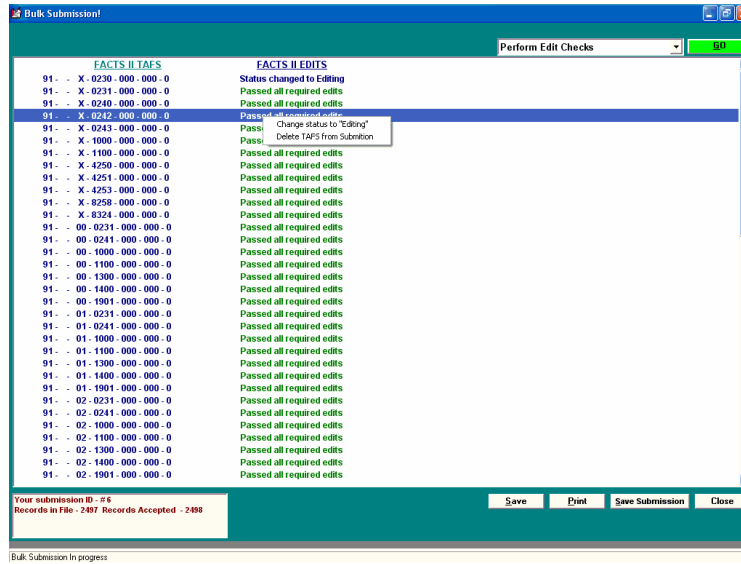 Bulk Submission!
Perform Edit Checks GO
FACTS II TAFS FACTS II EDITS
91 - - X - 0230 - 000 - 000 - 0 Status changed to Editing
91 - - X - 0231 - 000 - 000 - 0 Passed all required edits
91 - - X - 0240 - 000 - 000 - 0 Passed all required edits
91 - - X - 0242 - 000 - 000 - 0 Passed all required edits
Change status to "Editing"
91 - - X - 0243 - 000 - 000 - 0 Pass
Delete TAFS from Submition
91 - - X - 1000 - 000 - 000 - 0 Pass
91 - - X - 1100 - 000 - 000 - 0 Passed all required edits
91 - - X - 4250 - 000 - 000 - 0 Passed all required edits
91 - - X - 4251 - 000 - 000 - 0 Passed all required edits
91 - - X - 4253 - 000 - 000 - 0 Passed all required edits
91 - - X - 8258 - 000 - 000 - 0 Passed all required edits
91 - - X - 8324 - 000 - 000 - 0 Passed all required edits
91 - - 00 - 0231 - 000 - 000 - 0 Passed all required edits
91 - - 00 - 0241 - 000 - 000 - 0 Passed all required edits
91 - - 00 - 1000 - 000 - 000 - 0 Passed all required edits
91 - - 00 - 1100 - 000 - 000 - 0 Passed all required edits
91 - - 00 - 1300 - 000 - 000 - 0 Passed all required edits
91 - - 00 - 1400 - 000 - 000 - 0 Passed all required edits
91 - - 00 - 1901 - 000 - 000 - 0 Passed all required edits
91 - - 01 - 0231 - 000 - 000 - 0 Passed all required edits
91 - - 01 - 0241 - 000 - 000 - 0 Passed all required edits
91 - - 01 - 1000 - 000 - 000 - 0 Passed all required edits
91 - - 01 - 1100 - 000 - 000 - 0 Passed all required edits
91 - - 01 - 1300 - 000 - 000 - 0 Passed all required edits
91 - - 01 - 1400 - 000 - 000 - 0 Passed all required edits
91 - - 01 - 1901 - 000 - 000 - 0 Passed all required edits
91 - - 02 - 0231 - 000 - 000 - 0 Passed all required edits
91 - - 02 - 0241 - 000 - 000 - 0 Passed all required edits
91 - - 02 - 1000 - 000 - 000 - 0 Passed all required edits
91 - - 02 - 1100 - 000 - 000 - 0 Passed all required edits
91 - - 02 - 1300 - 000 - 000 - 0 Passed all required edits
91 - - 02 - 1400 - 000 - 000 - 0 Passed all required edits
91 - - 02 - 1901 - 000 - 000 - 0 Passed all required edits
Your submission ID - # 6
Records in File - 2497 Records Accepted - 2498
Save Print Save Submission Close
Bulk Submission In progress